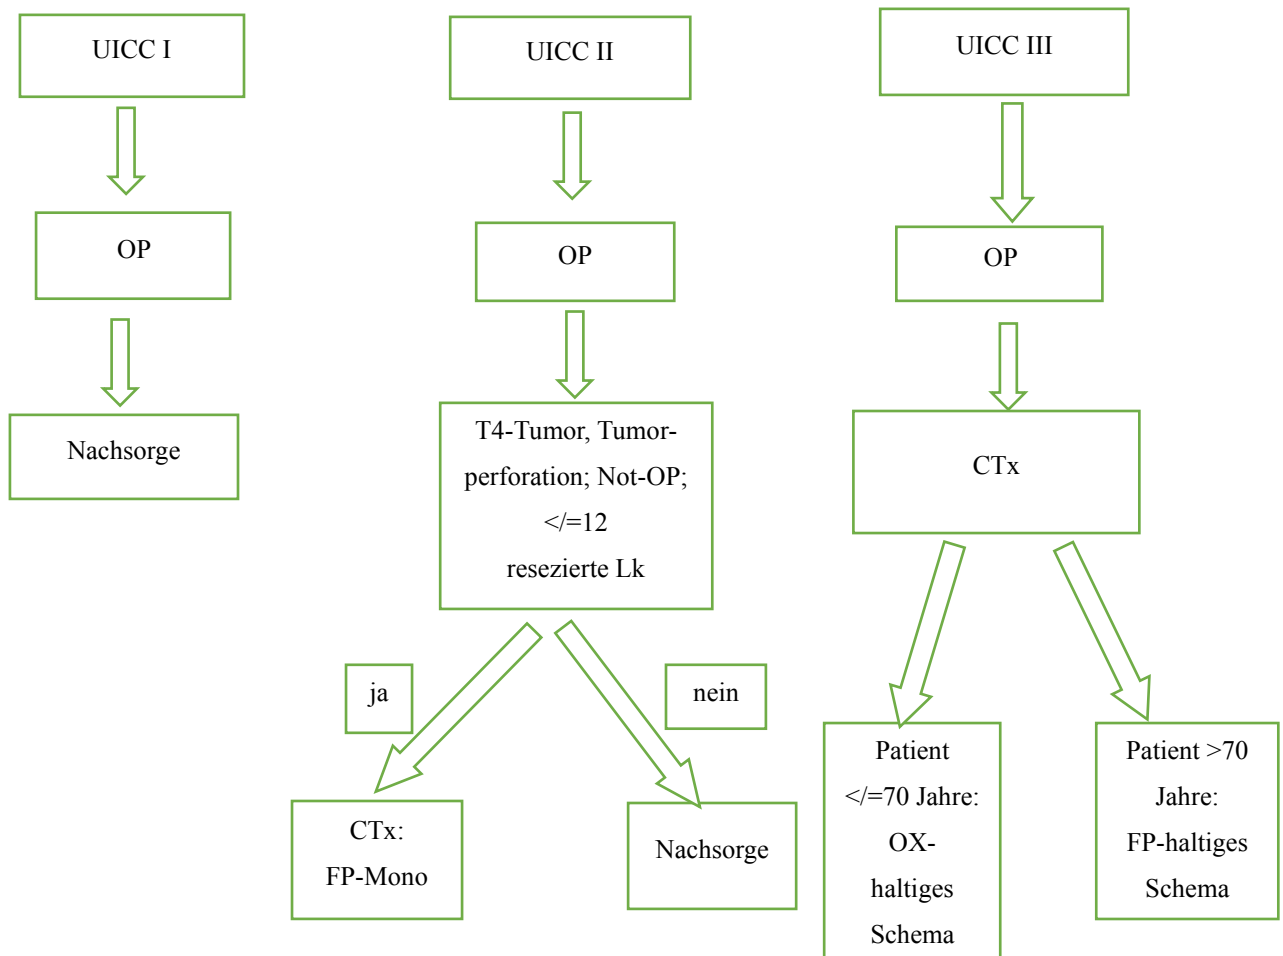 UICC I
OP
Nachsorge
UICC II
OP
T4-Tumor, Tumor-
perforation; Not-OP;
</=12
resezierte Lk
ja
nein
CTx:
FP-Mono
Nachsorge
UICC III
OP
CTx
Patient
</=70 Jahre:
OX-
haltiges
Schema
Patient >70
Jahre:
FP-haltiges
Schema